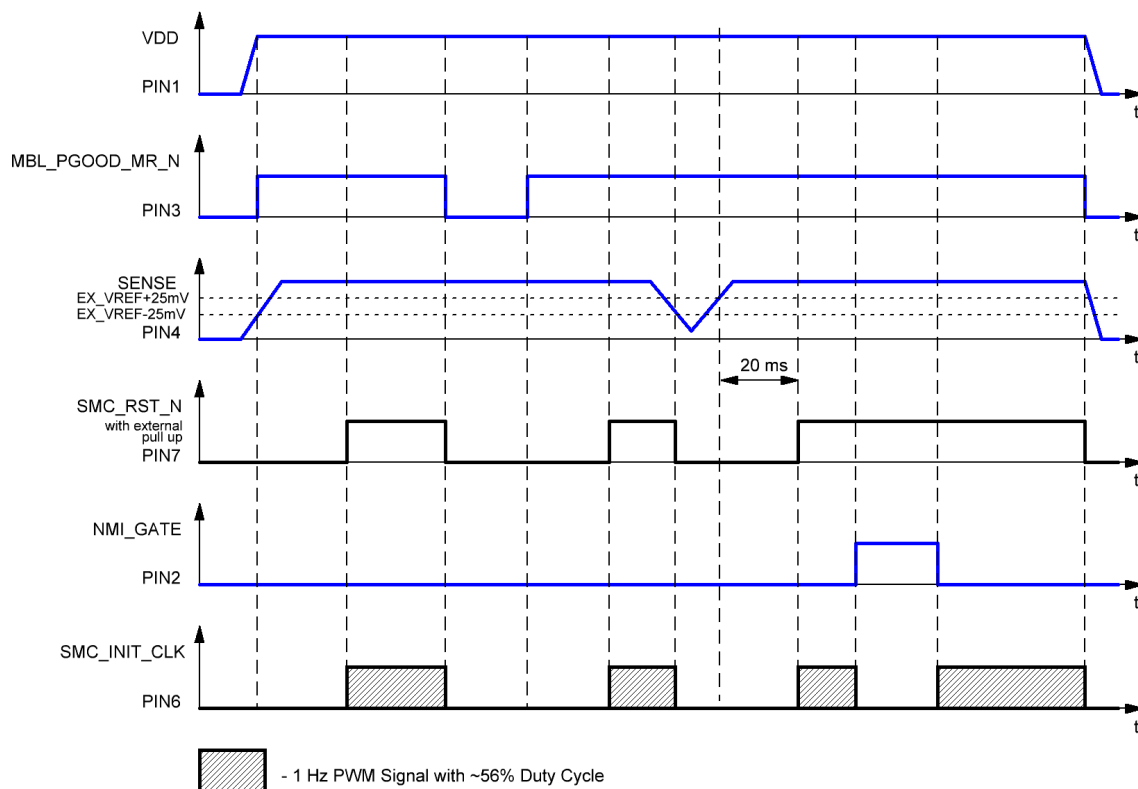 VDD
PIN1
t
MBL_PGOOD_MR_N
PIN3
t
SENSE
EX_VREF+25mV
EX_VREF-25mV
PIN4
t
20 ms
SMC_RST_N
with external
pull up
PIN7
t
NMI_GATE
PIN2
t
SMC_INIT_CLK
PIN6
t
- 1 Hz PWM Signal with ~56% Duty Cycle